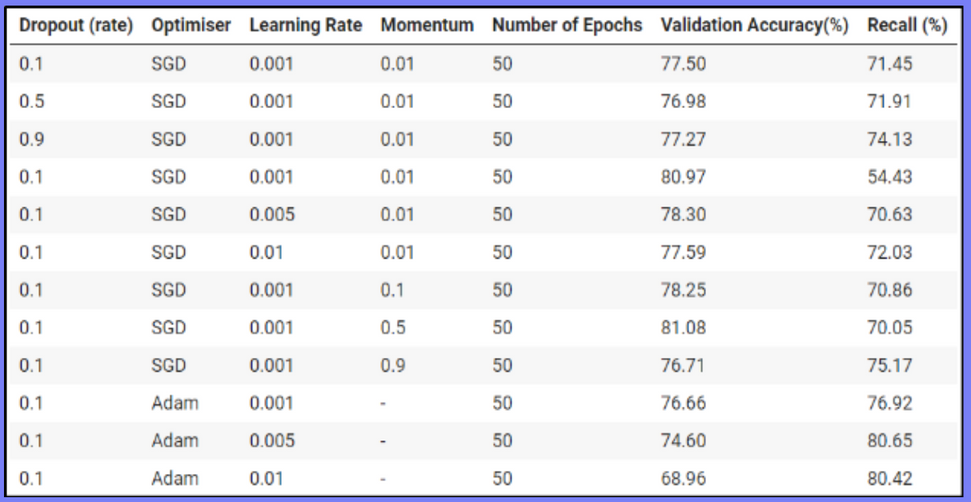 Dropout (rate) Optimiser Learning Rate Momentum Number of Epochs Validation Accuracy(%) Recall (%)
0.1 SGD 0.001 0.01 50 77.50 71.45
0.5 SGD 0.001 0.01 50 76.98 71.91
0.9 SGD 0.001 0.01 50 77.27 74.13
0.1 SGD 0.001 0.01 50 80.97 54.43
0.1 SGD 0.005 0.01 50 78.30 70.63
0.1 SGD 0.01 0.01 50 77.59 72.03
0.1 SGD 0.001 0.1 50 78.25 70.86
0.1 SGD 0.001 0.5 50 81.08 70.05
0.1 SGD 0.001 0.9 50 76.71 75.17
0.1 Adam 0.001 - 50 76.66 76.92
0.1 Adam 0.005 - 50 74.60 80.65
0.1 Adam 0.01 - 50 68.96 80.42